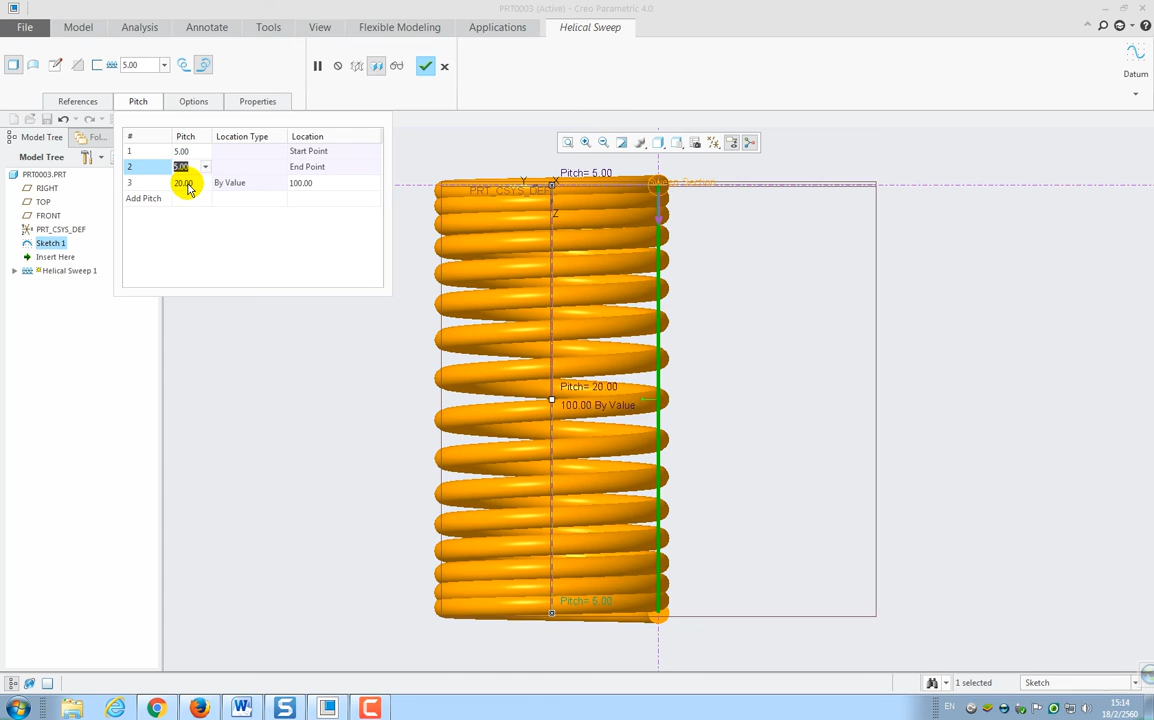 PRT0003 (Active) - Creo Parametric 4.0
File Model Analysis Annotate Tools View Flexible Modeling Applications Helical Sweep
5.00
Datum
References Pitch Options Properties
Model Tree Fol...
Model Tree
PRT0003.PRT
RIGHT
TOP
FRONT
PRT_CSYS_DEF
Sketch 1
Insert Here
Helical Sweep 1
# Pitch Location Type Location
1 5.00 Start Point
2 5.00 End Point
3 20.00 By Value 100.00
Add Pitch
Pitch= 5.00
Y X
PRT_CSYS_DEF
Z
Pitch= 20.00
100.00 By Value
Pitch= 5.00
1 selected Sketch
EN 15:14
18/2/2560